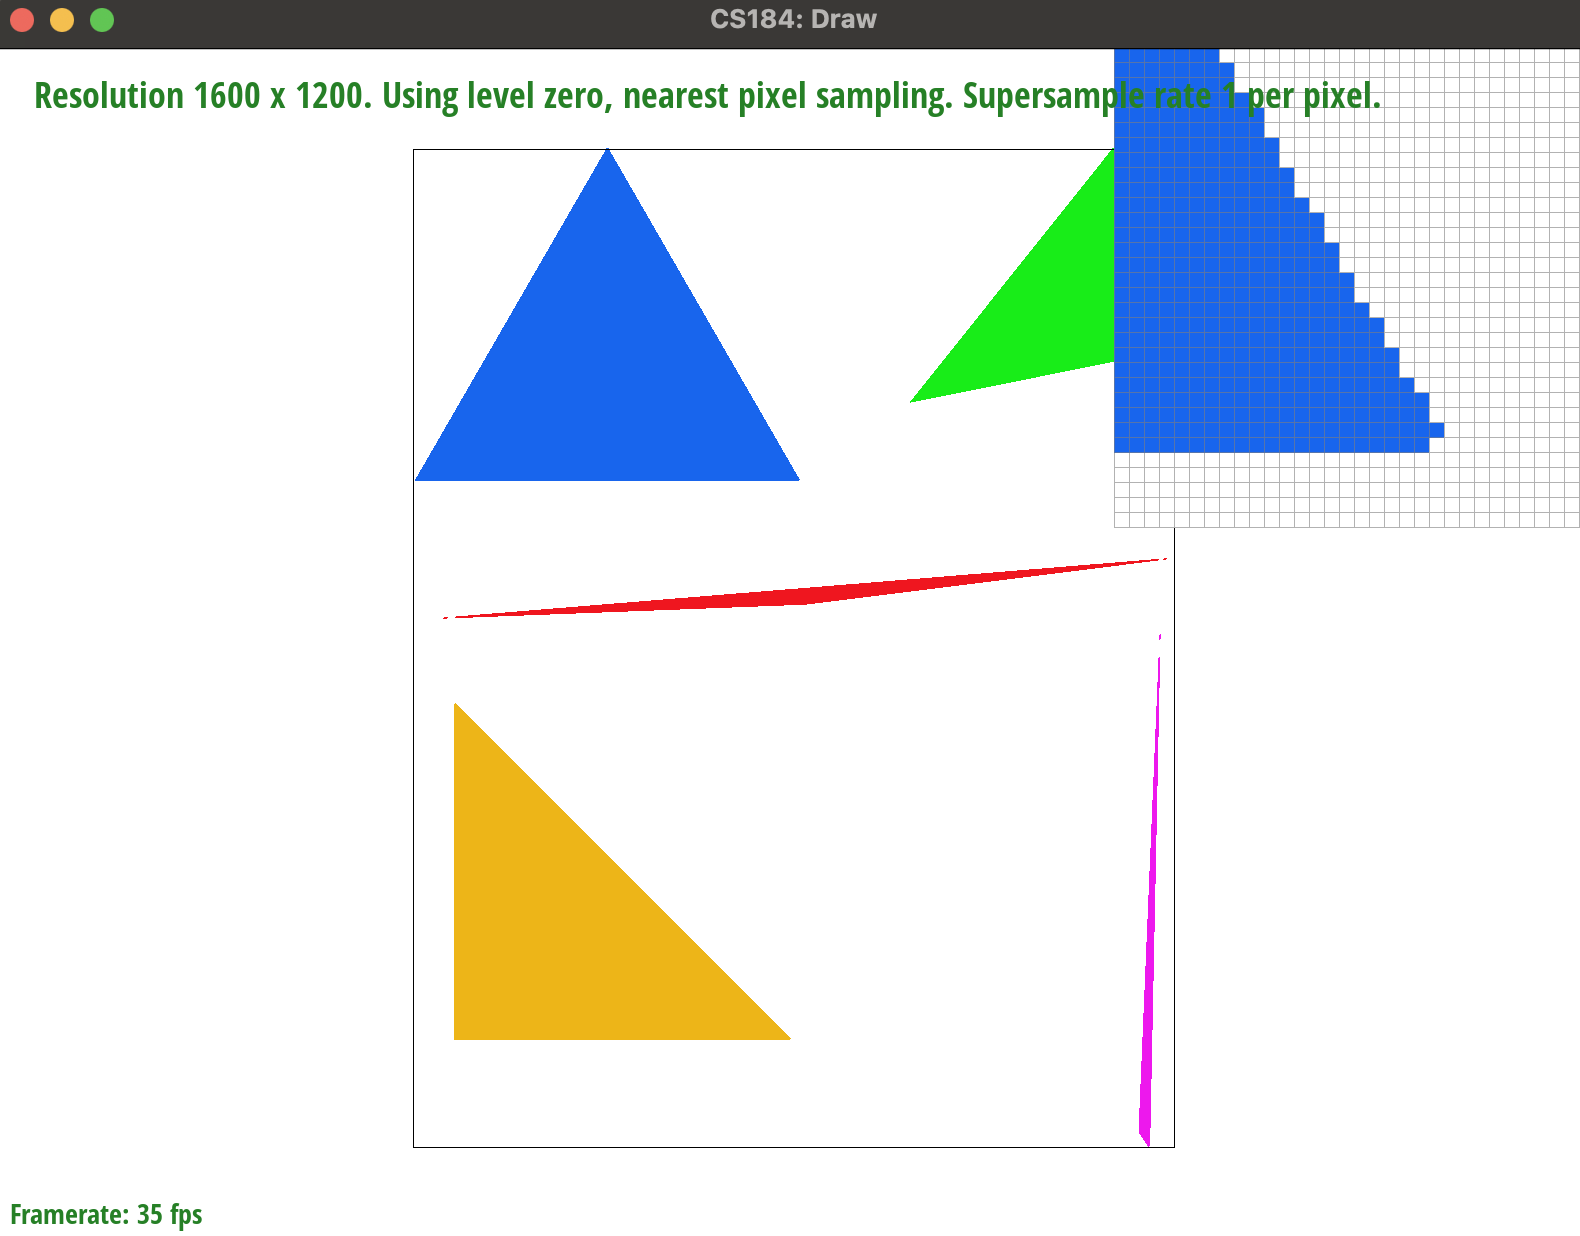 CS184: Draw
Resolution 1600 x 1200. Using level zero, nearest pixel sampling. Supersample rate 1 per pixel.
Framerate: 35 fps